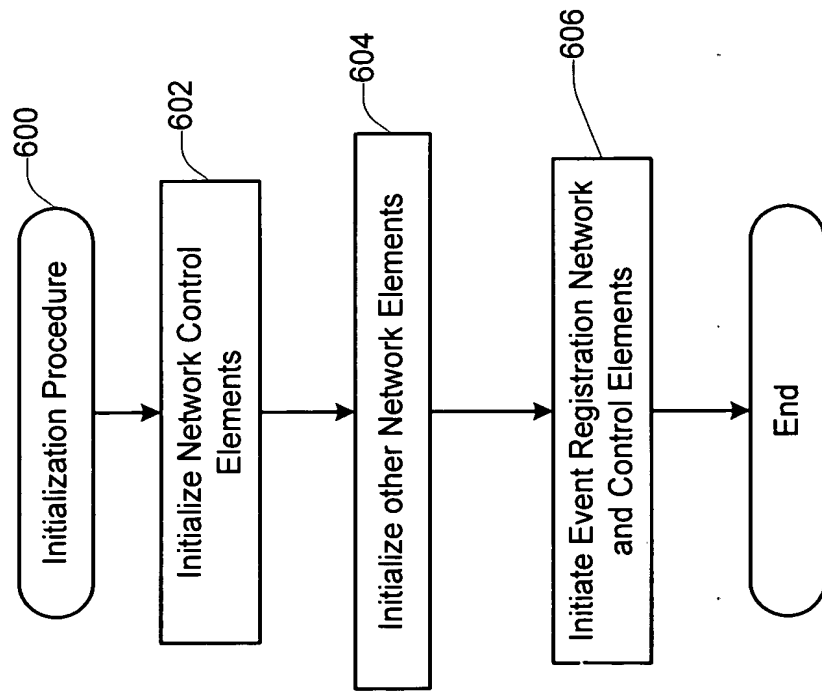 600
Initialization Procedure
602
Initialize Network Control
Elements
604
Initialize other Network Elements
606
Initiate Event Registration Network
and Control Elements
End